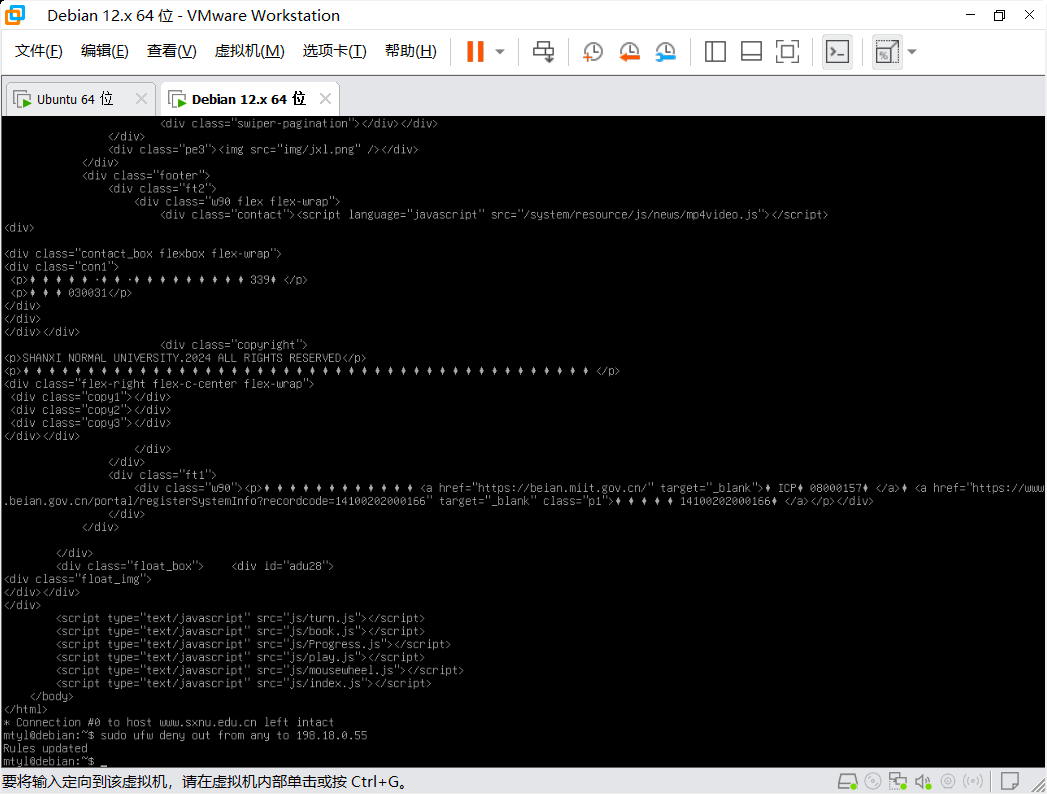 Debian 12.x 64 位 - VMware Workstation
文件(F) 编辑(E) 查看(V) 虚拟机(M) 选项卡(T) 帮助(H)
Ubuntu 64 位 Debian 12.x 64 位
<div class="swiper-pagination"></div></div>
</div>
<div class="pe3"><img src="img/jxl.png" /></div>
</div>
<div class="footer">
<div class="ft2">
<div class="w90 flex flex-wrap">
<div class="contact"><script language="javascript" src="/system/resource/js/news/mp4video.js"></script>
<div>
<div class="contact_box flexbox flex-wrap">
<div class="con1">
<p>♦ ♦ ♦ ♦ ♦ ·♦ ♦ ·♦ ♦ ♦ ♦ ♦ ♦ ♦ ♦ ♦ 339♦ </p>
<p>♦ ♦ ♦ 030031</p>
</div>
</div>
</div></div>
<div class="copyright">
<p>SHANXI NORMAL UNIVERSITY.2024 ALL RIGHTS RESERVED</p>
<p>♦ ♦ ♦ ♦ ♦ ♦ ♦ ♦ ♦ ♦ ♦ ♦ ♦ ♦ ♦ ♦ ♦ ♦ ♦ ♦ ♦ ♦ ♦ ♦ ♦ ♦ ♦ ♦ ♦ ♦ ♦ ♦ ♦ ♦ ♦ ♦ ♦ ♦ ♦ ♦ ♦ ♦ ♦ ♦ </p>
<div class="flex-right flex-c-center flex-wrap">
<div class="copy1"></div>
<div class="copy2"></div>
<div class="copy3"></div>
</div></div>
</div>
</div>
<div class="ft1">
<div class="w90"><p>♦ ♦ ♦ ♦ ♦ ♦ ♦ ♦ ♦ ♦ ♦ ♦ <a href="https://beian.miit.gov.cn/" target="_blank">♦ ICP♦ 08000157♦ </a>♦ <a href="https://www
.beian.gov.cn/portal/registerSystemInfo?recordcode=14100202000166" target="_blank" class="p1">♦ ♦ ♦ ♦ ♦ 14100202000166♦ </a></p></div>
</div>
</div>
</div>
<div class="float_box"> <div id="adu28">
<div class="float_img">
</div></div>
</div>
<script type="text/javascript" src="js/turn.js"></script>
<script type="text/javascript" src="js/book.js"></script>
<script type="text/javascript" src="js/Progress.js"></script>
<script type="text/javascript" src="js/play.js"></script>
<script type="text/javascript" src="js/mousewheel.js"></script>
<script type="text/javascript" src="js/index.js"></script>
</body>
</html>
* Connection #0 to host www.sxnu.edu.cn left intact
mtyl@debian:~$ sudo ufw deny out from any to 198.18.0.55
Rules updated
mtyl@debian:~$ _
要将输入定向到该虚拟机，请在虚拟机内部单击或按 Ctrl+G。